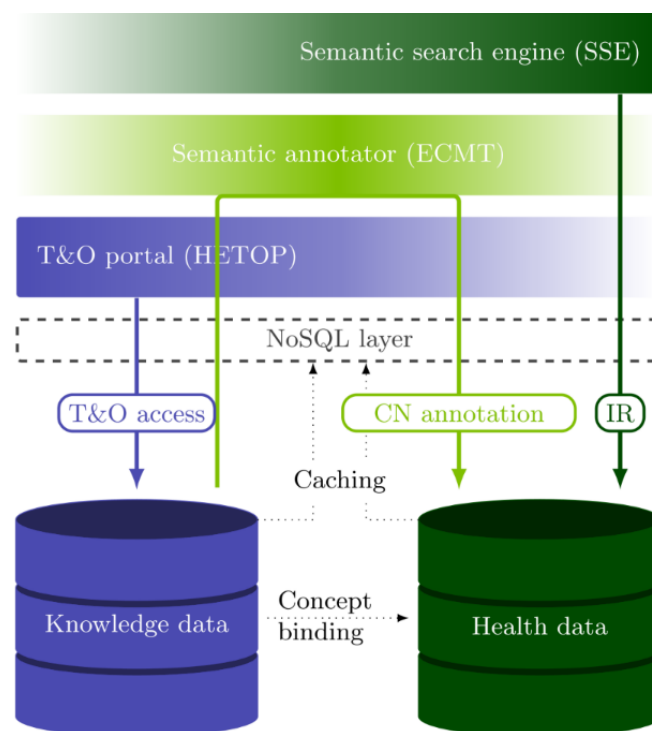 Semantic search engine (SSE)
Semantic annotator (ECMT)
T&O portal (HETOP)
NoSQL layer
T&O access
CN annotation
IR
Caching
Knowledge data
Concept
binding
Health data